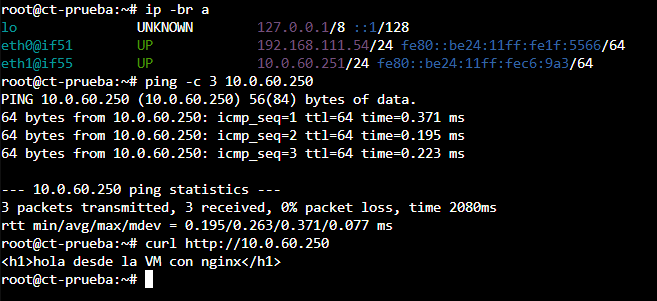 root@ct-prueba:~# ip -br a
lo UNKNOWN 127.0.0.1/8 ::1/128
eth0@if51 UP 192.168.111.54/24 fe80::be24:11ff:fe1f:5566/64
eth1@if55 UP 10.0.60.251/24 fe80::be24:11ff:fec6:9a3/64
root@ct-prueba:~# ping -c 3 10.0.60.250
PING 10.0.60.250 (10.0.60.250) 56(84) bytes of data.
64 bytes from 10.0.60.250: icmp_seq=1 ttl=64 time=0.371 ms
64 bytes from 10.0.60.250: icmp_seq=2 ttl=64 time=0.195 ms
64 bytes from 10.0.60.250: icmp_seq=3 ttl=64 time=0.223 ms
--- 10.0.60.250 ping statistics ---
3 packets transmitted, 3 received, 0% packet loss, time 2080ms
rtt min/avg/max/mdev = 0.195/0.263/0.371/0.077 ms
root@ct-prueba:~# curl http://10.0.60.250
<h1>hola desde la VM con nginx</h1>
root@ct-prueba:~#